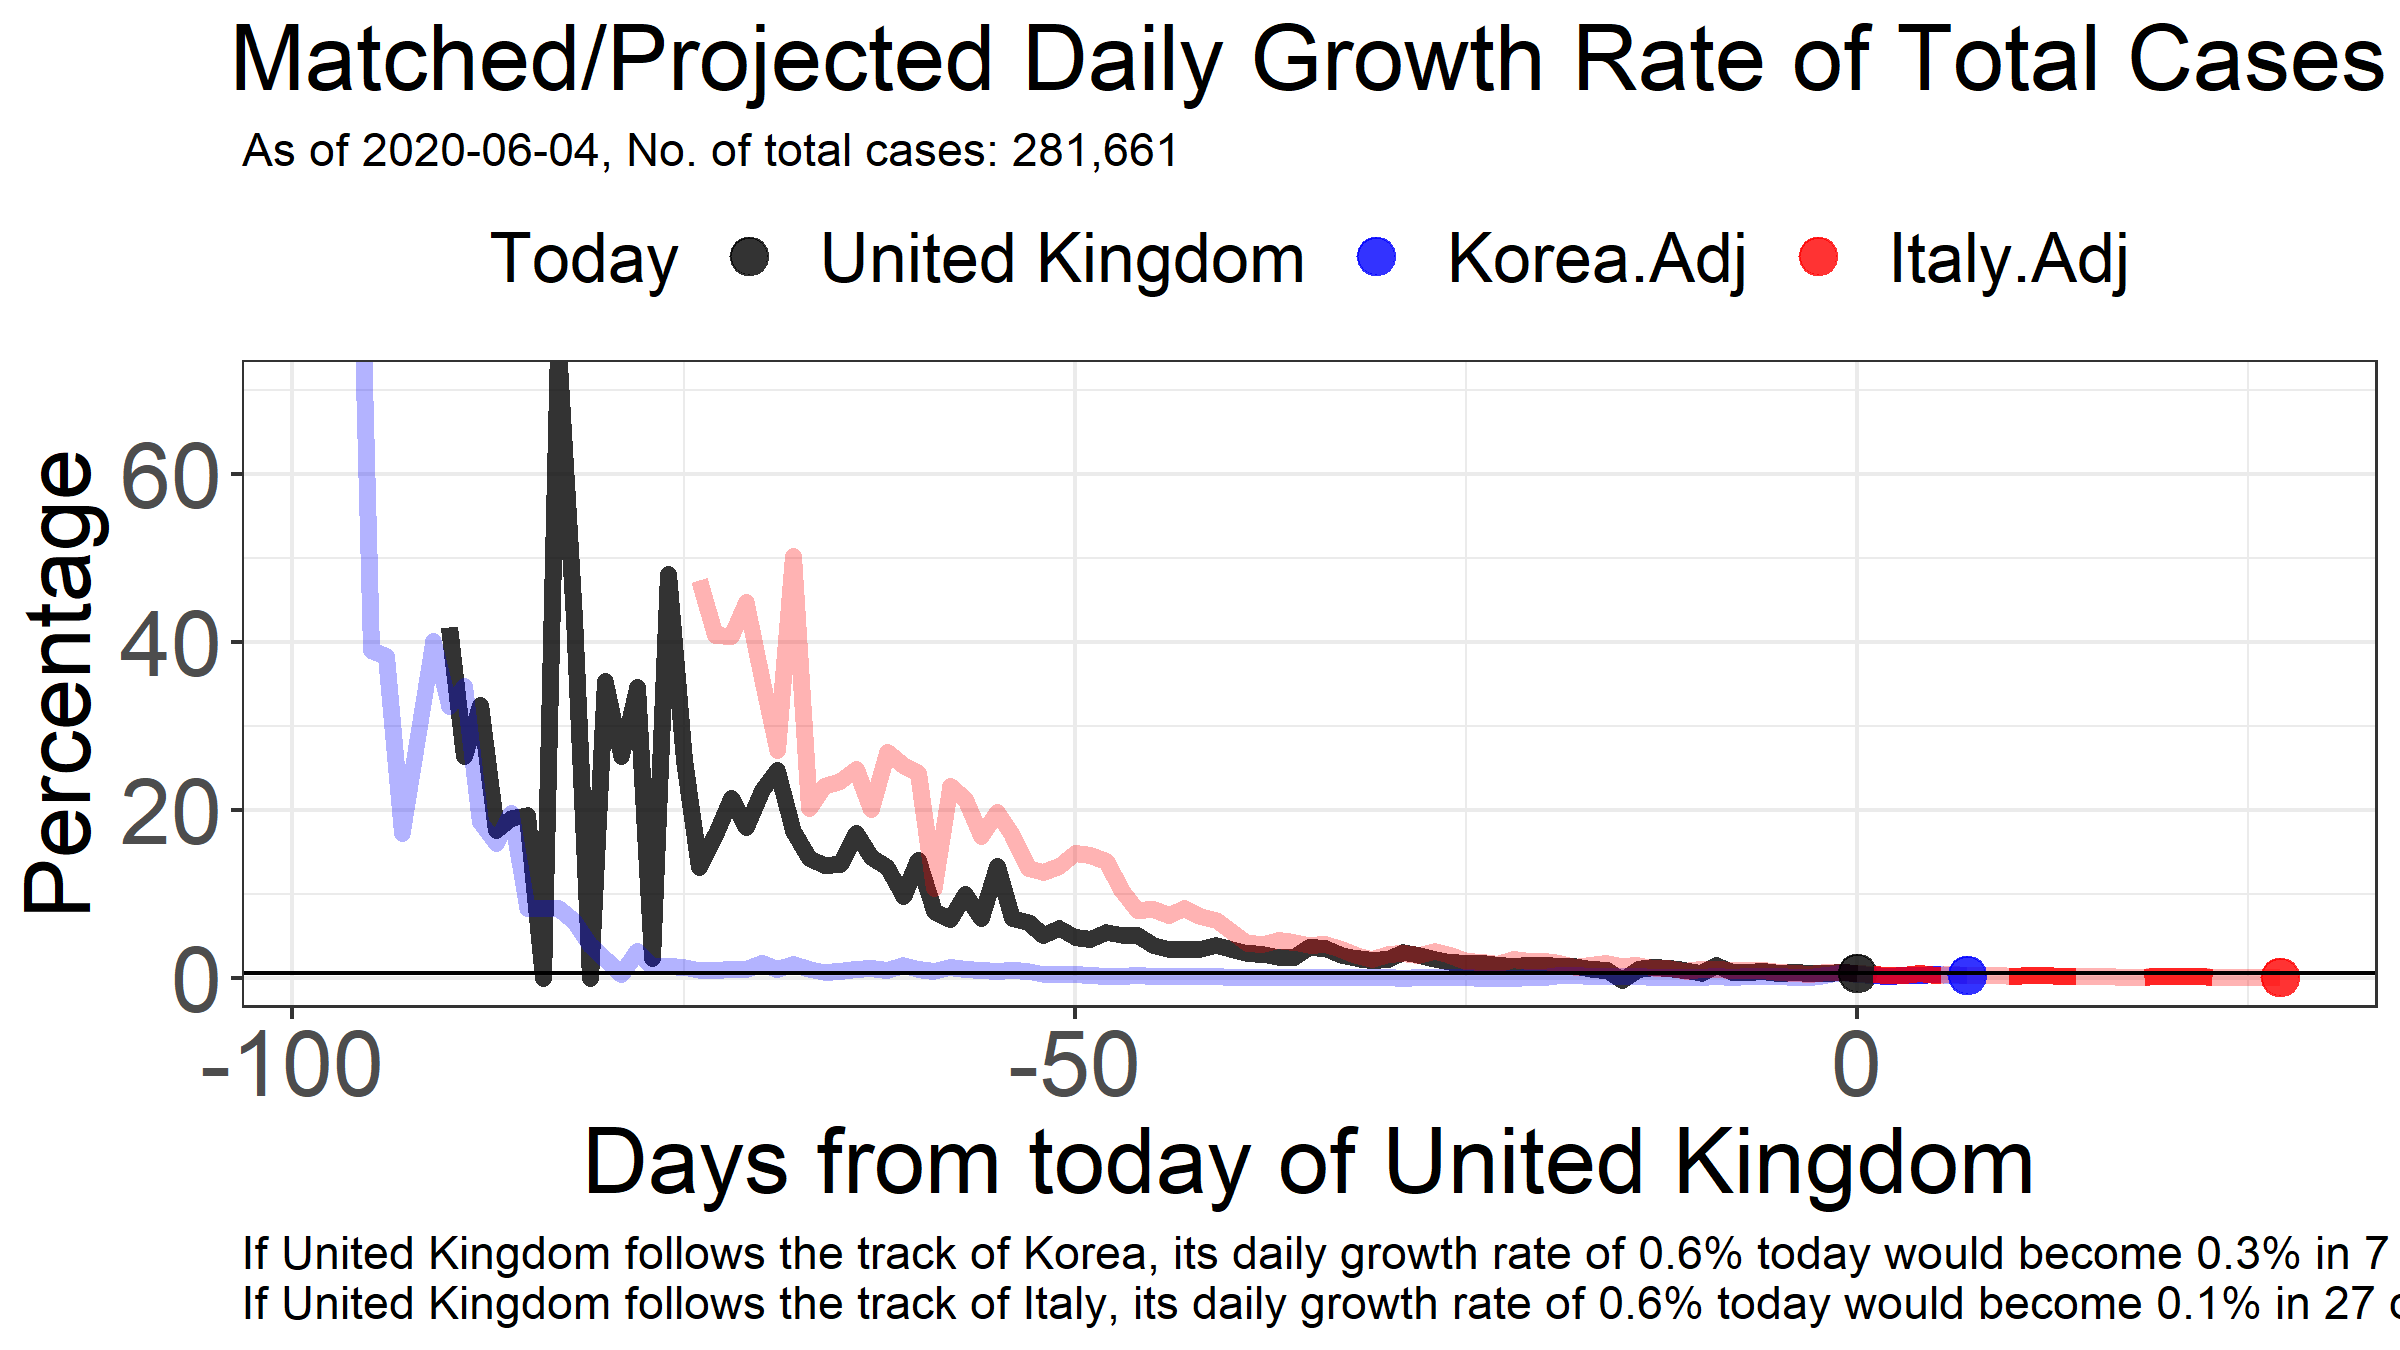 Matched/Projected Daily Growth Rate of Total Cases
As of 2020-06-04, No. of total cases: 281,661
Today United Kingdom Korea.Adj Italy.Adj
Percentage
60
40
20
0
-100 -50 0
Days from today of United Kingdom
If United Kingdom follows the track of Korea, its daily growth rate of 0.6% today would become 0.3% in 7
If United Kingdom follows the track of Italy, its daily growth rate of 0.6% today would become 0.1% in 27